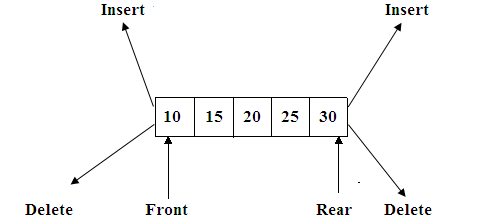 Insert Insert
10 15 20 25 30
Delete Front Rear Delete